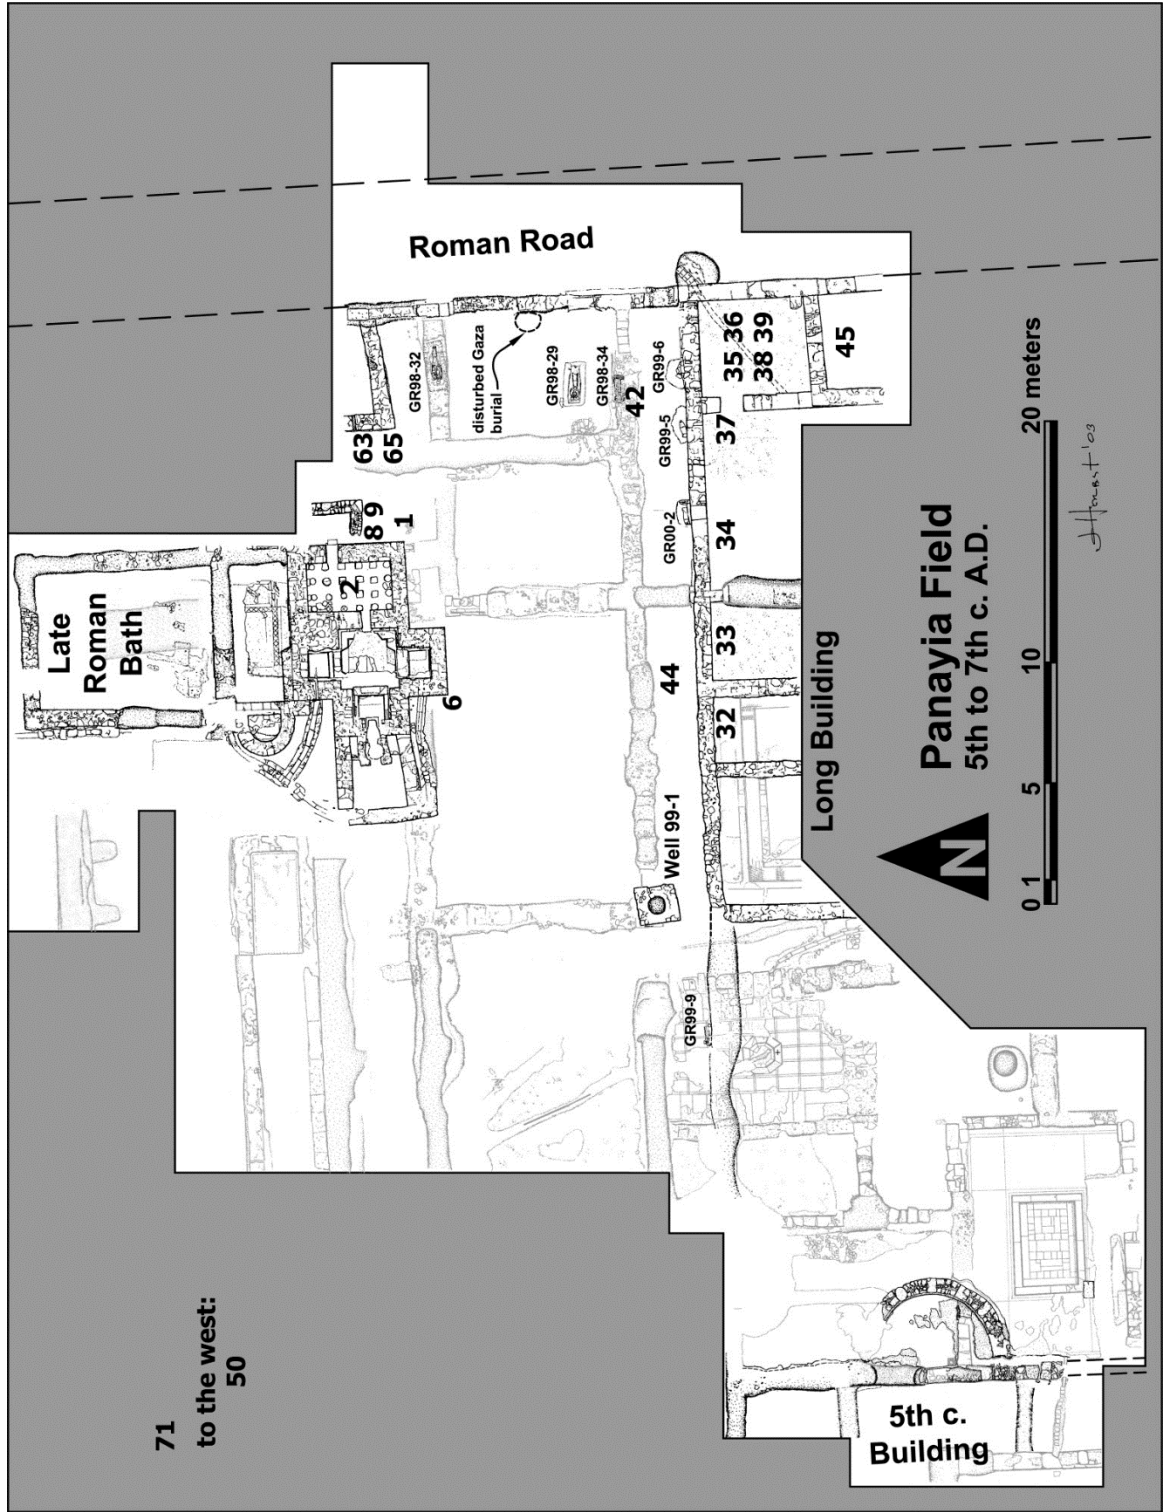 71
to the west:
50
Late
Roman
Bath
Roman Road
2
8 9
1
6
63
65
GR98-32
disturbed Gaza
burial
GR98-29
GR98-34
42
GR99-6
GR99-5
GR00-2
44
Well 99-1
GR99-9
32
33
34
37
35 36
38 39
45
Long Building
5th c.
Building
Panayia Field
5th to 7th c. A.D.
N
0 1 5 10 20 meters
JHerbst '03